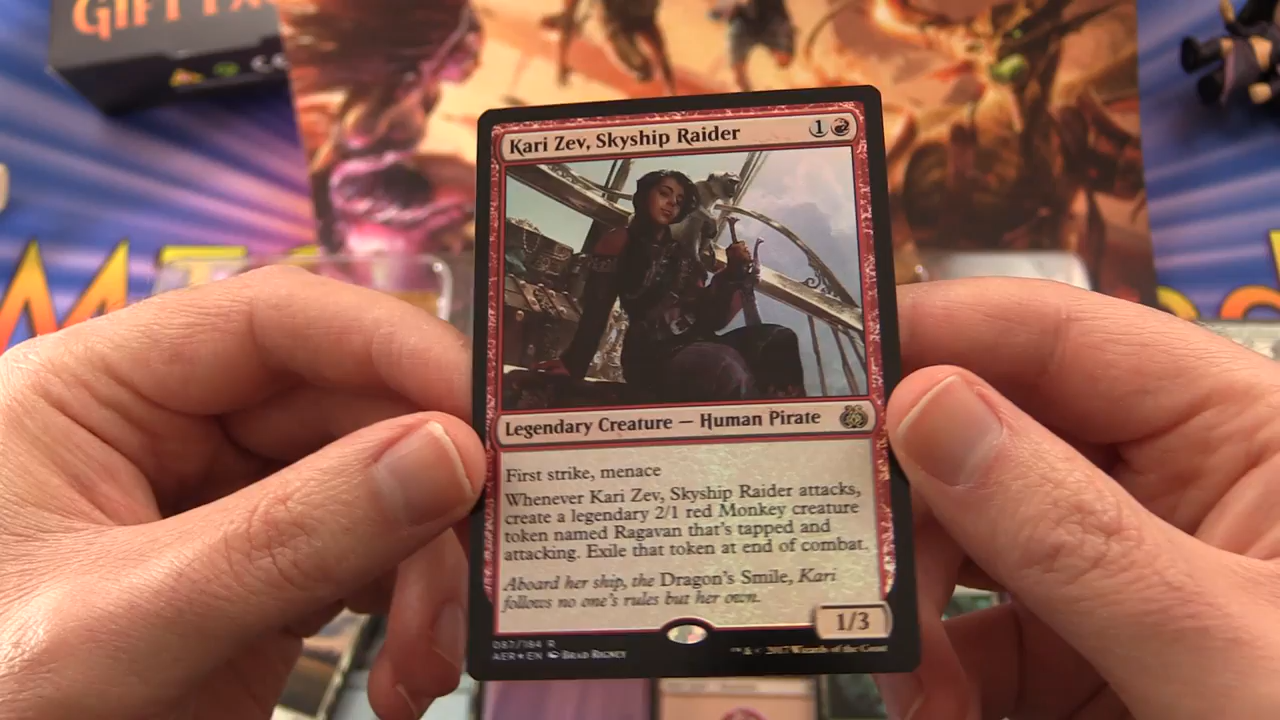 GIFT
Kari Zev, Skyship Raider 1
Legendary Creature — Human Pirate
First strike, menace
Whenever Kari Zev, Skyship Raider attacks,
create a legendary 2/1 red Monkey creature
token named Ragavan that's tapped and
attacking. Exile that token at end of combat.
Aboard her ship, the Dragon's Smile, Kari
follows no one's rules but her own.
1/3
087/184 R
AER★EN BRAD RIGNEY
™ & © 2017 Wizards of the Coast